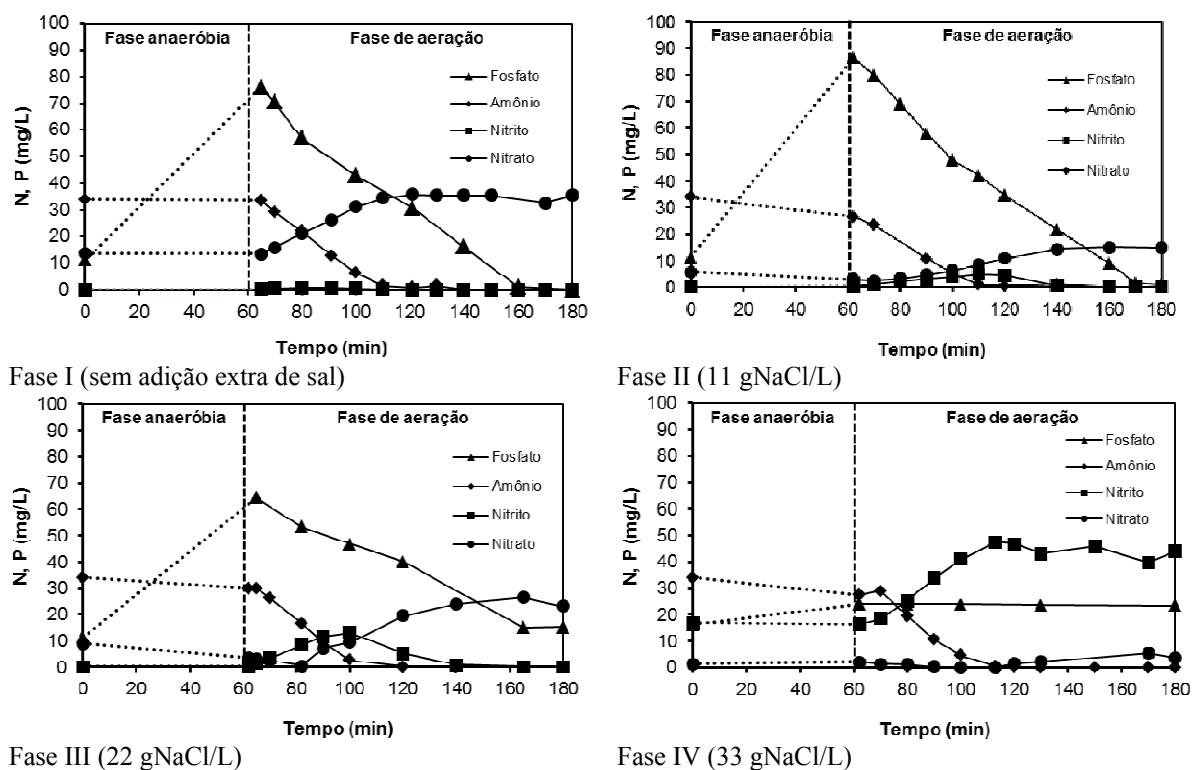 100
90
80
70
60
50
40
30
20
10
0
N, P (mg/L)
Fase anaeróbia Fase de aeração
Fosfato
Amônio
Nitrito
Nitrato
0 20 40 60 80 100 120 140 160 180
Tempo (min)
Fase I (sem adição extra de sal)
100
90
80
70
60
50
40
30
20
10
0
N, P (mg/L)
Fase anaeróbia Fase de aeração
Fosfato
Amônio
Nitrito
Nitrato
0 20 40 60 80 100 120 140 160 180
Tempo (min)
Fase II (11 gNaCl/L)
100
90
80
70
60
50
40
30
20
10
0
N, P (mg/L)
Fase anaeróbia Fase de aeração
Fosfato
Amônio
Nitrito
Nitrato
0 20 40 60 80 100 120 140 160 180
Tempo (min)
Fase III (22 gNaCl/L)
100
90
80
70
60
50
40
30
20
10
0
N, P (mg/L)
Fase anaeróbia Fase de aeração
Fosfato
Amônio
Nitrito
Nitrato
0 20 40 60 80 100 120 140 160 180
Tempo (min)
Fase IV (33 gNaCl/L)